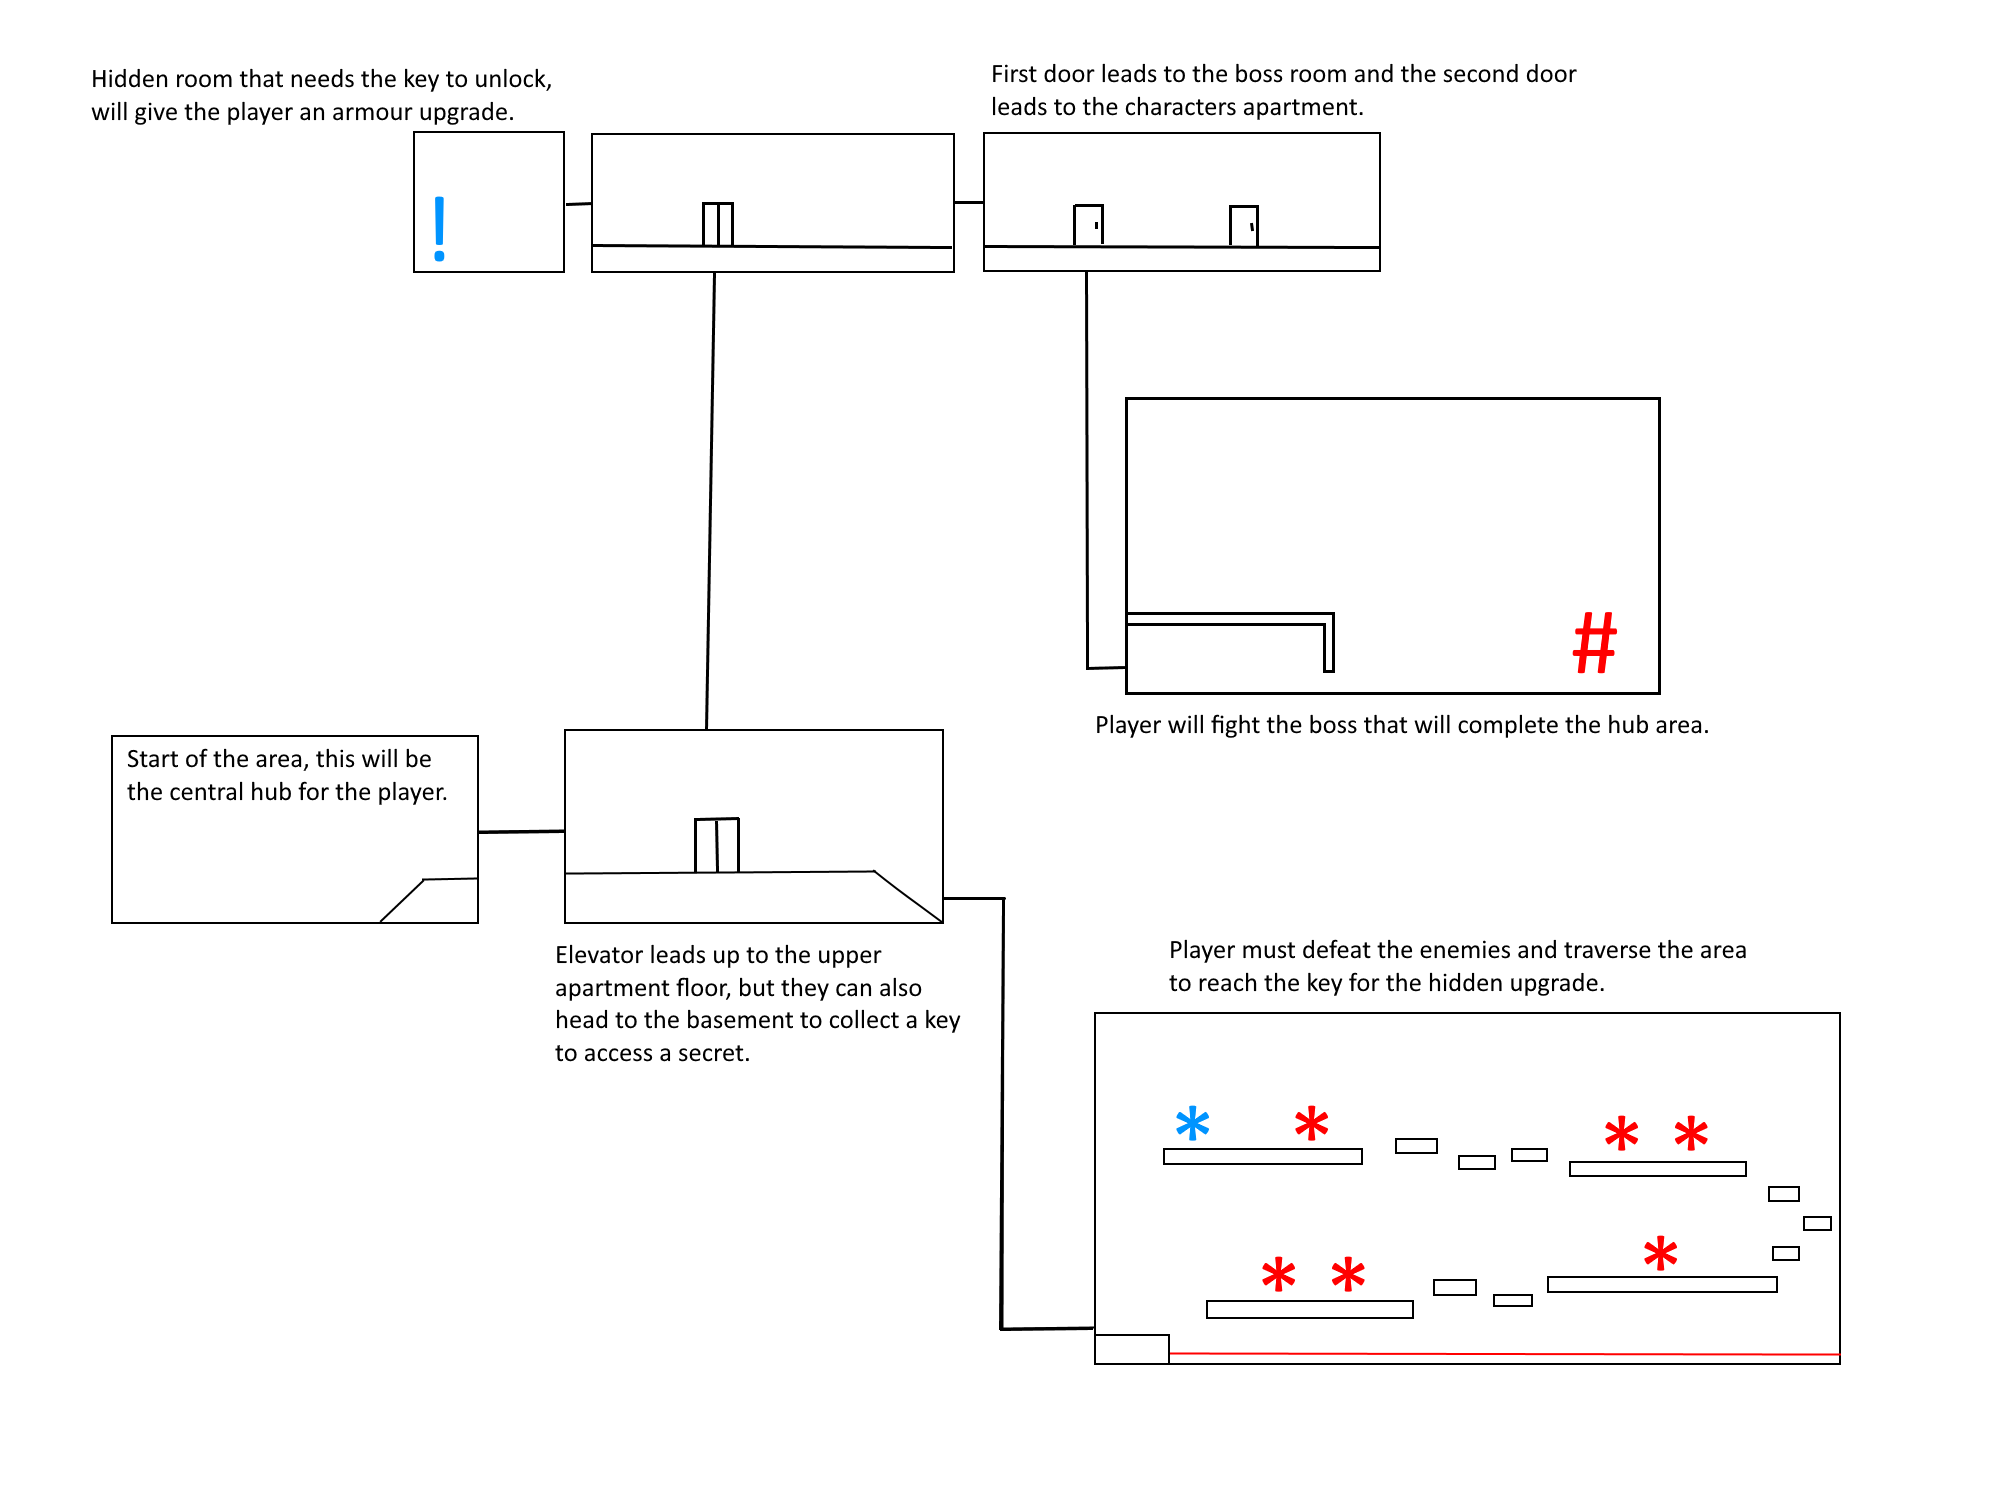 Hidden room that needs the key to unlock,
will give the player an armour upgrade.
First door leads to the boss room and the second door
leads to the characters apartment.
!
#
Player will fight the boss that will complete the hub area.
Start of the area, this will be
the central hub for the player.
Elevator leads up to the upper
apartment floor, but they can also
head to the basement to collect a key
to access a secret.
Player must defeat the enemies and traverse the area
to reach the key for the hidden upgrade.
* * * *
* * *